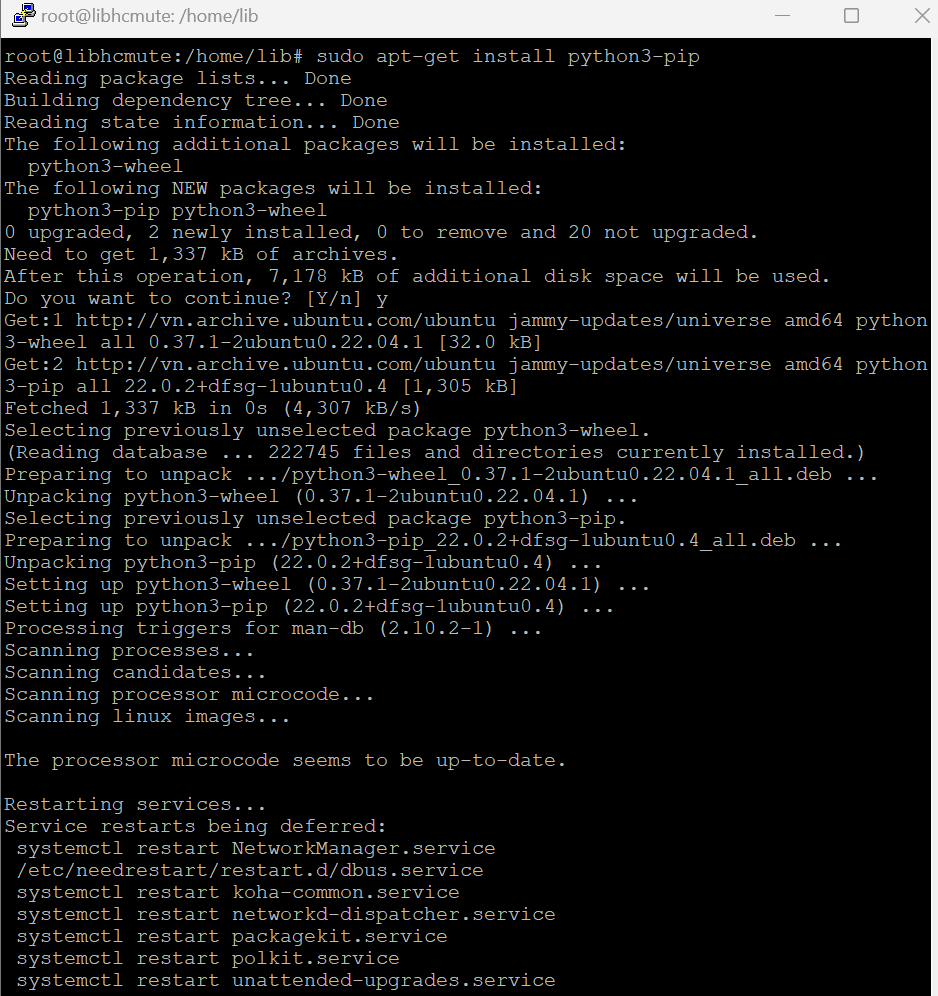 root@libhcmute: /home/lib
root@libhcmute:/home/lib# sudo apt-get install python3-pip
Reading package lists... Done
Building dependency tree... Done
Reading state information... Done
The following additional packages will be installed:
  python3-wheel
The following NEW packages will be installed:
  python3-pip python3-wheel
0 upgraded, 2 newly installed, 0 to remove and 20 not upgraded.
Need to get 1,337 kB of archives.
After this operation, 7,178 kB of additional disk space will be used.
Do you want to continue? [Y/n] y
Get:1 http://vn.archive.ubuntu.com/ubuntu jammy-updates/universe amd64 python
3-wheel all 0.37.1-2ubuntu0.22.04.1 [32.0 kB]
Get:2 http://vn.archive.ubuntu.com/ubuntu jammy-updates/universe amd64 python
3-pip all 22.0.2+dfsg-1ubuntu0.4 [1,305 kB]
Fetched 1,337 kB in 0s (4,307 kB/s)
Selecting previously unselected package python3-wheel.
(Reading database ... 222745 files and directories currently installed.)
Preparing to unpack .../python3-wheel_0.37.1-2ubuntu0.22.04.1_all.deb ...
Unpacking python3-wheel (0.37.1-2ubuntu0.22.04.1) ...
Selecting previously unselected package python3-pip.
Preparing to unpack .../python3-pip_22.0.2+dfsg-1ubuntu0.4_all.deb ...
Unpacking python3-pip (22.0.2+dfsg-1ubuntu0.4) ...
Setting up python3-wheel (0.37.1-2ubuntu0.22.04.1) ...
Setting up python3-pip (22.0.2+dfsg-1ubuntu0.4) ...
Processing triggers for man-db (2.10.2-1) ...
Scanning processes...
Scanning candidates...
Scanning processor microcode...
Scanning linux images...

The processor microcode seems to be up-to-date.

Restarting services...
Service restarts being deferred:
 systemctl restart NetworkManager.service
 /etc/needrestart/restart.d/dbus.service
 systemctl restart koha-common.service
 systemctl restart networkd-dispatcher.service
 systemctl restart packagekit.service
 systemctl restart polkit.service
 systemctl restart unattended-upgrades.service